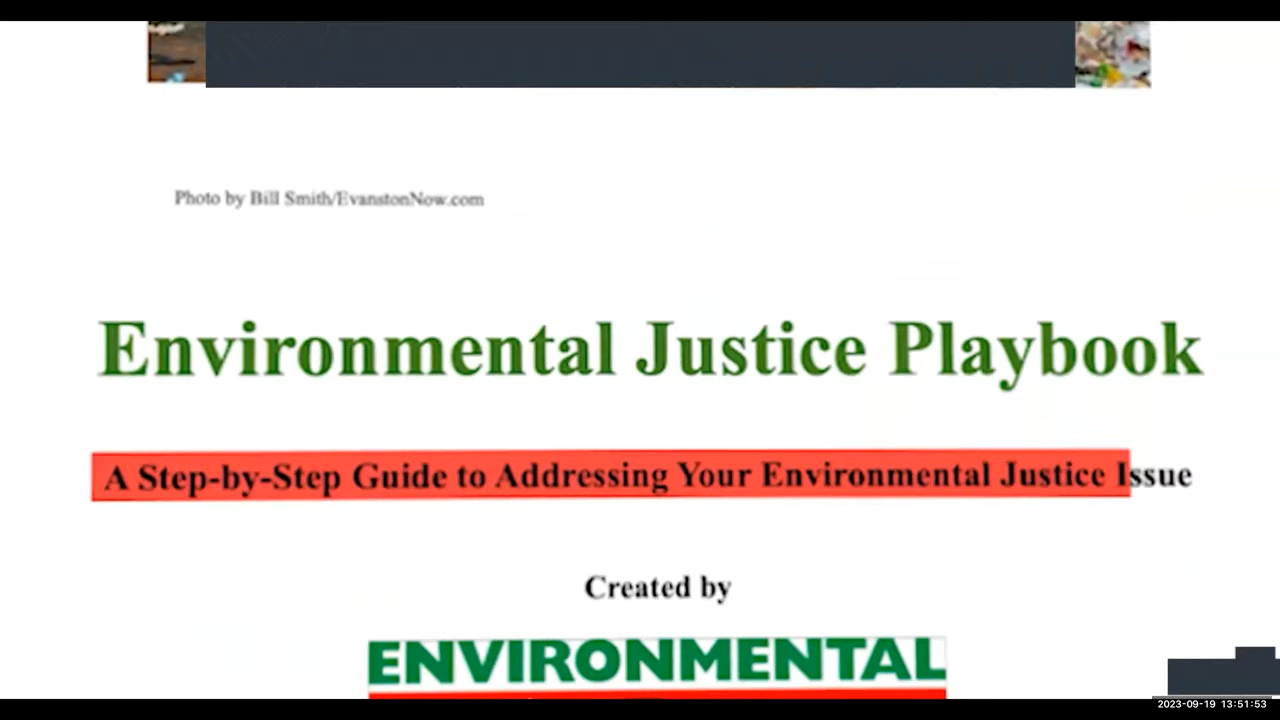 Photo by Bill Smith/EvanstonNow.com
Environmental Justice Playbook
A Step-by-Step Guide to Addressing Your Environmental Justice Issue
Created by
ENVIRONMENTAL
2023-09-19 13:51:53